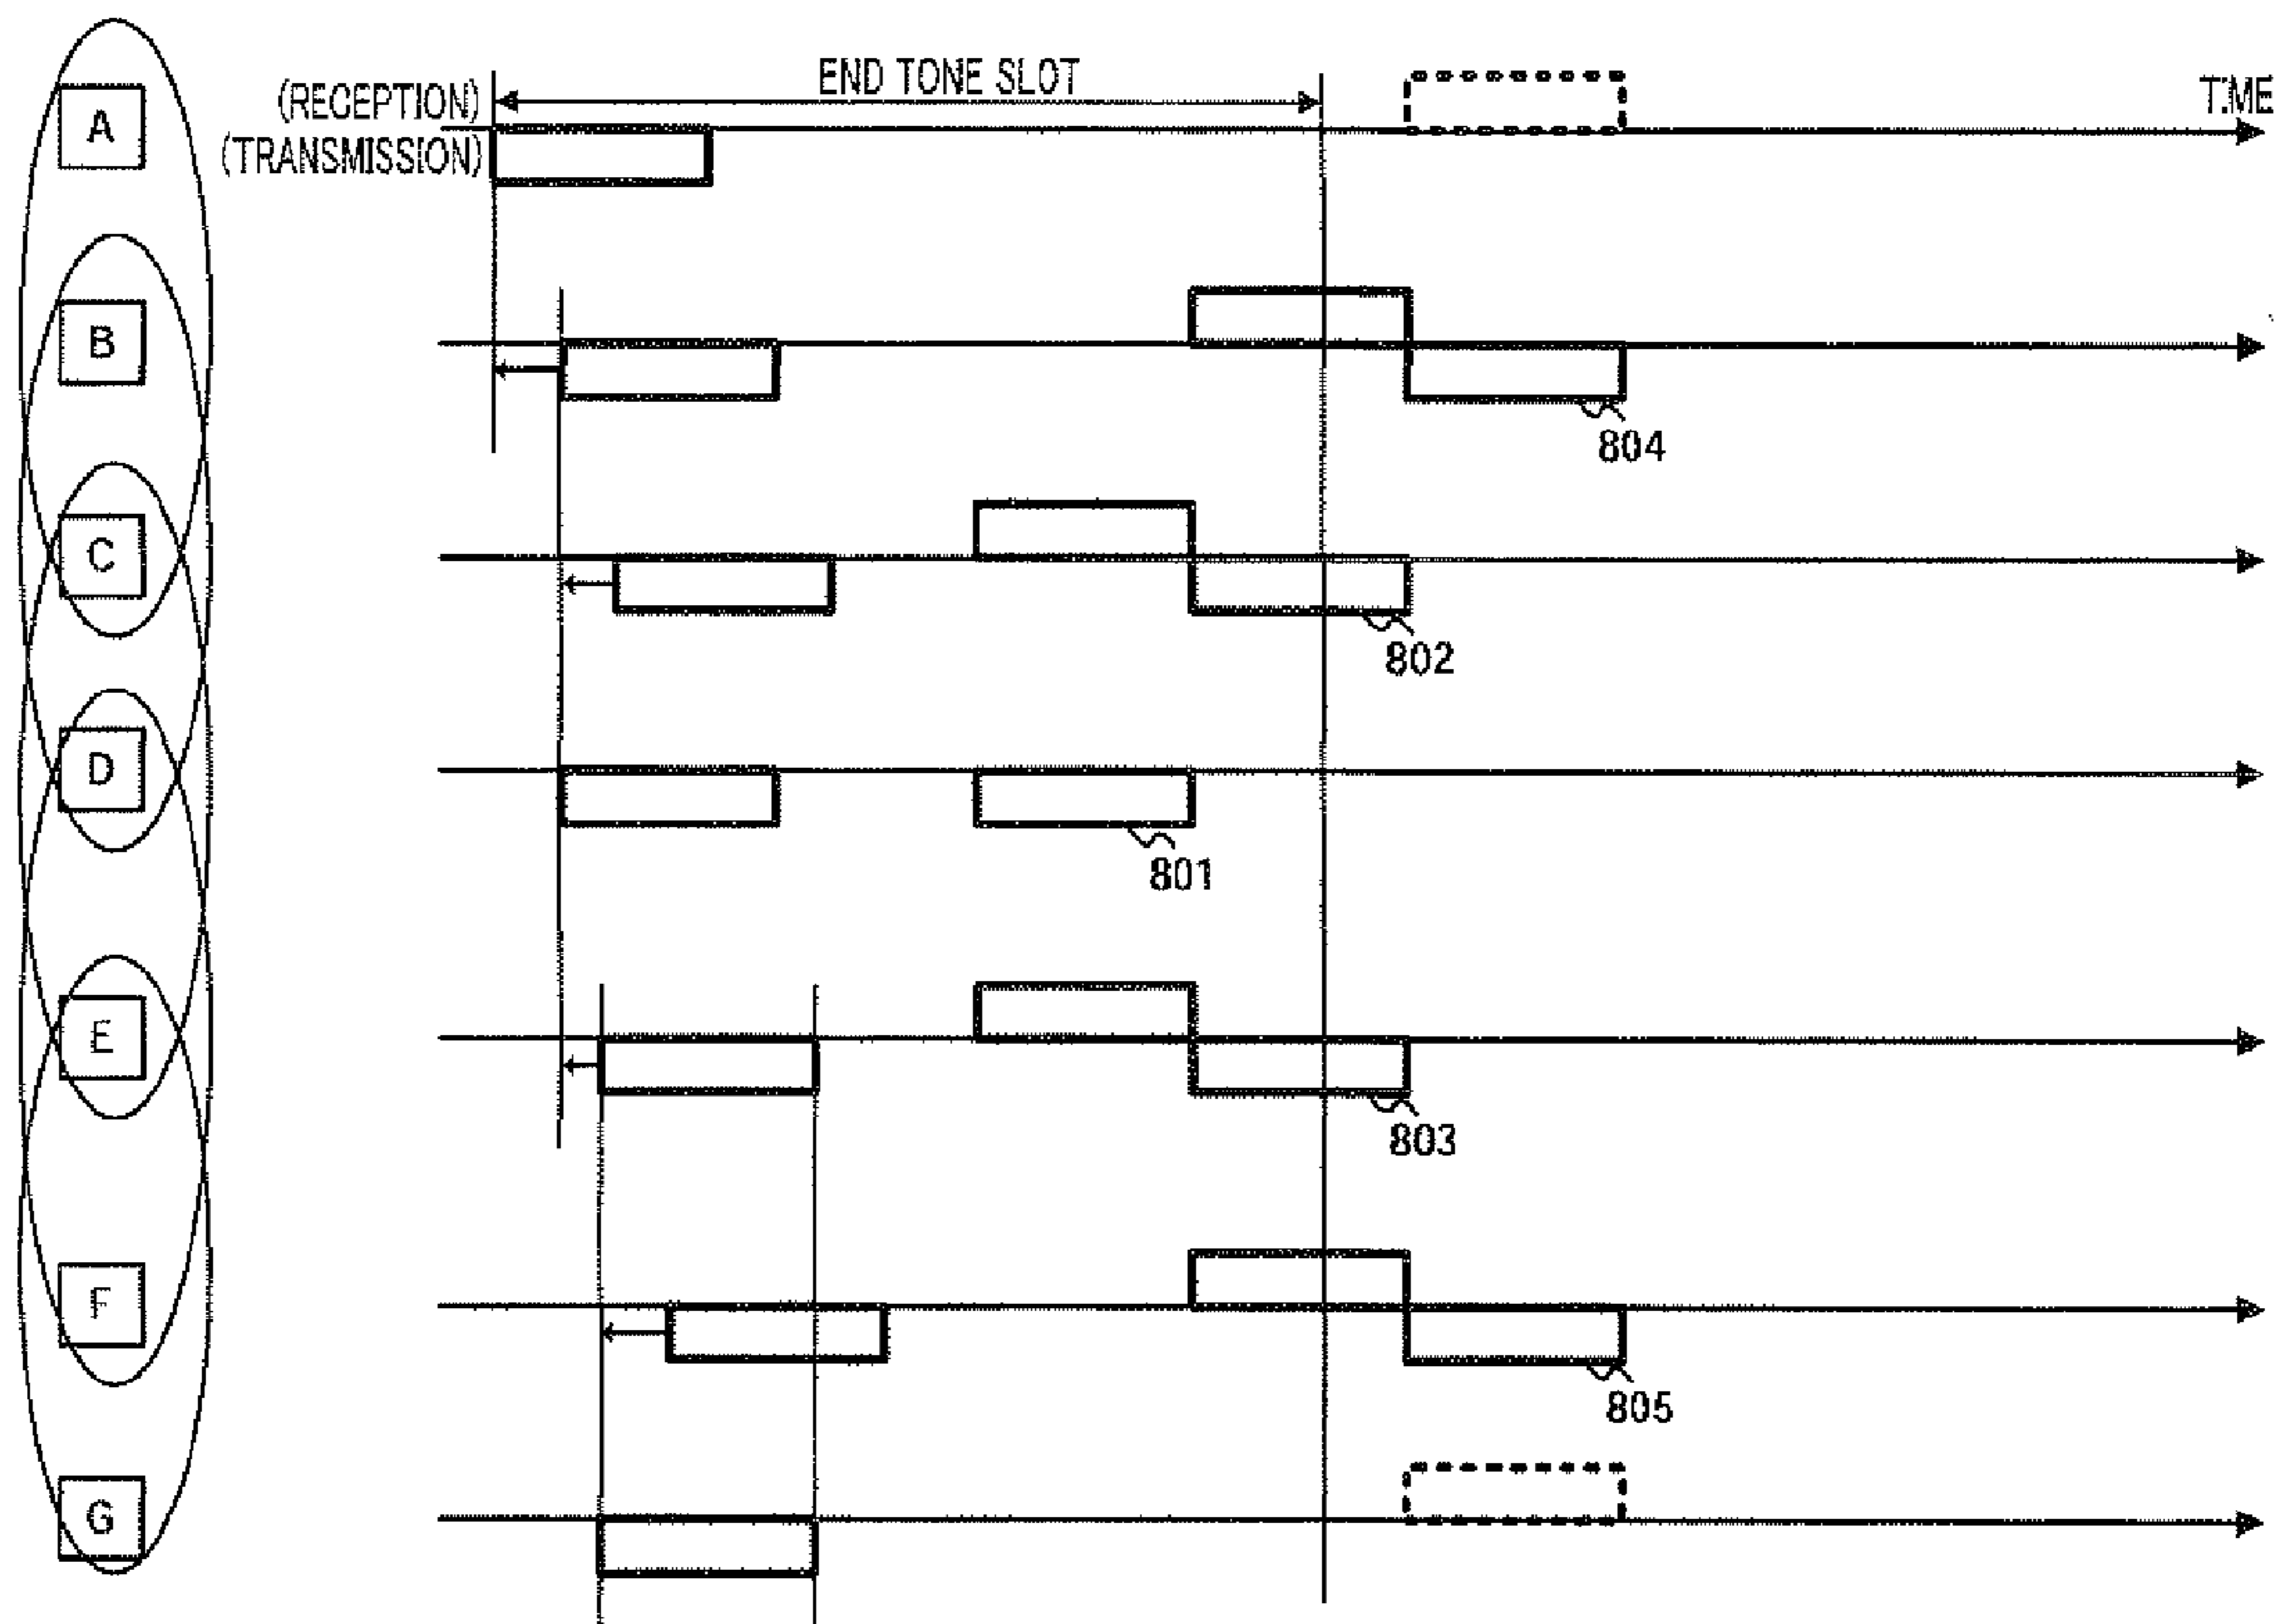 END TONE SLOT
TIME
(RECEPTION)
(TRANSMISSION)
A
B
804
C
802
D
801
E
803
F
805
G